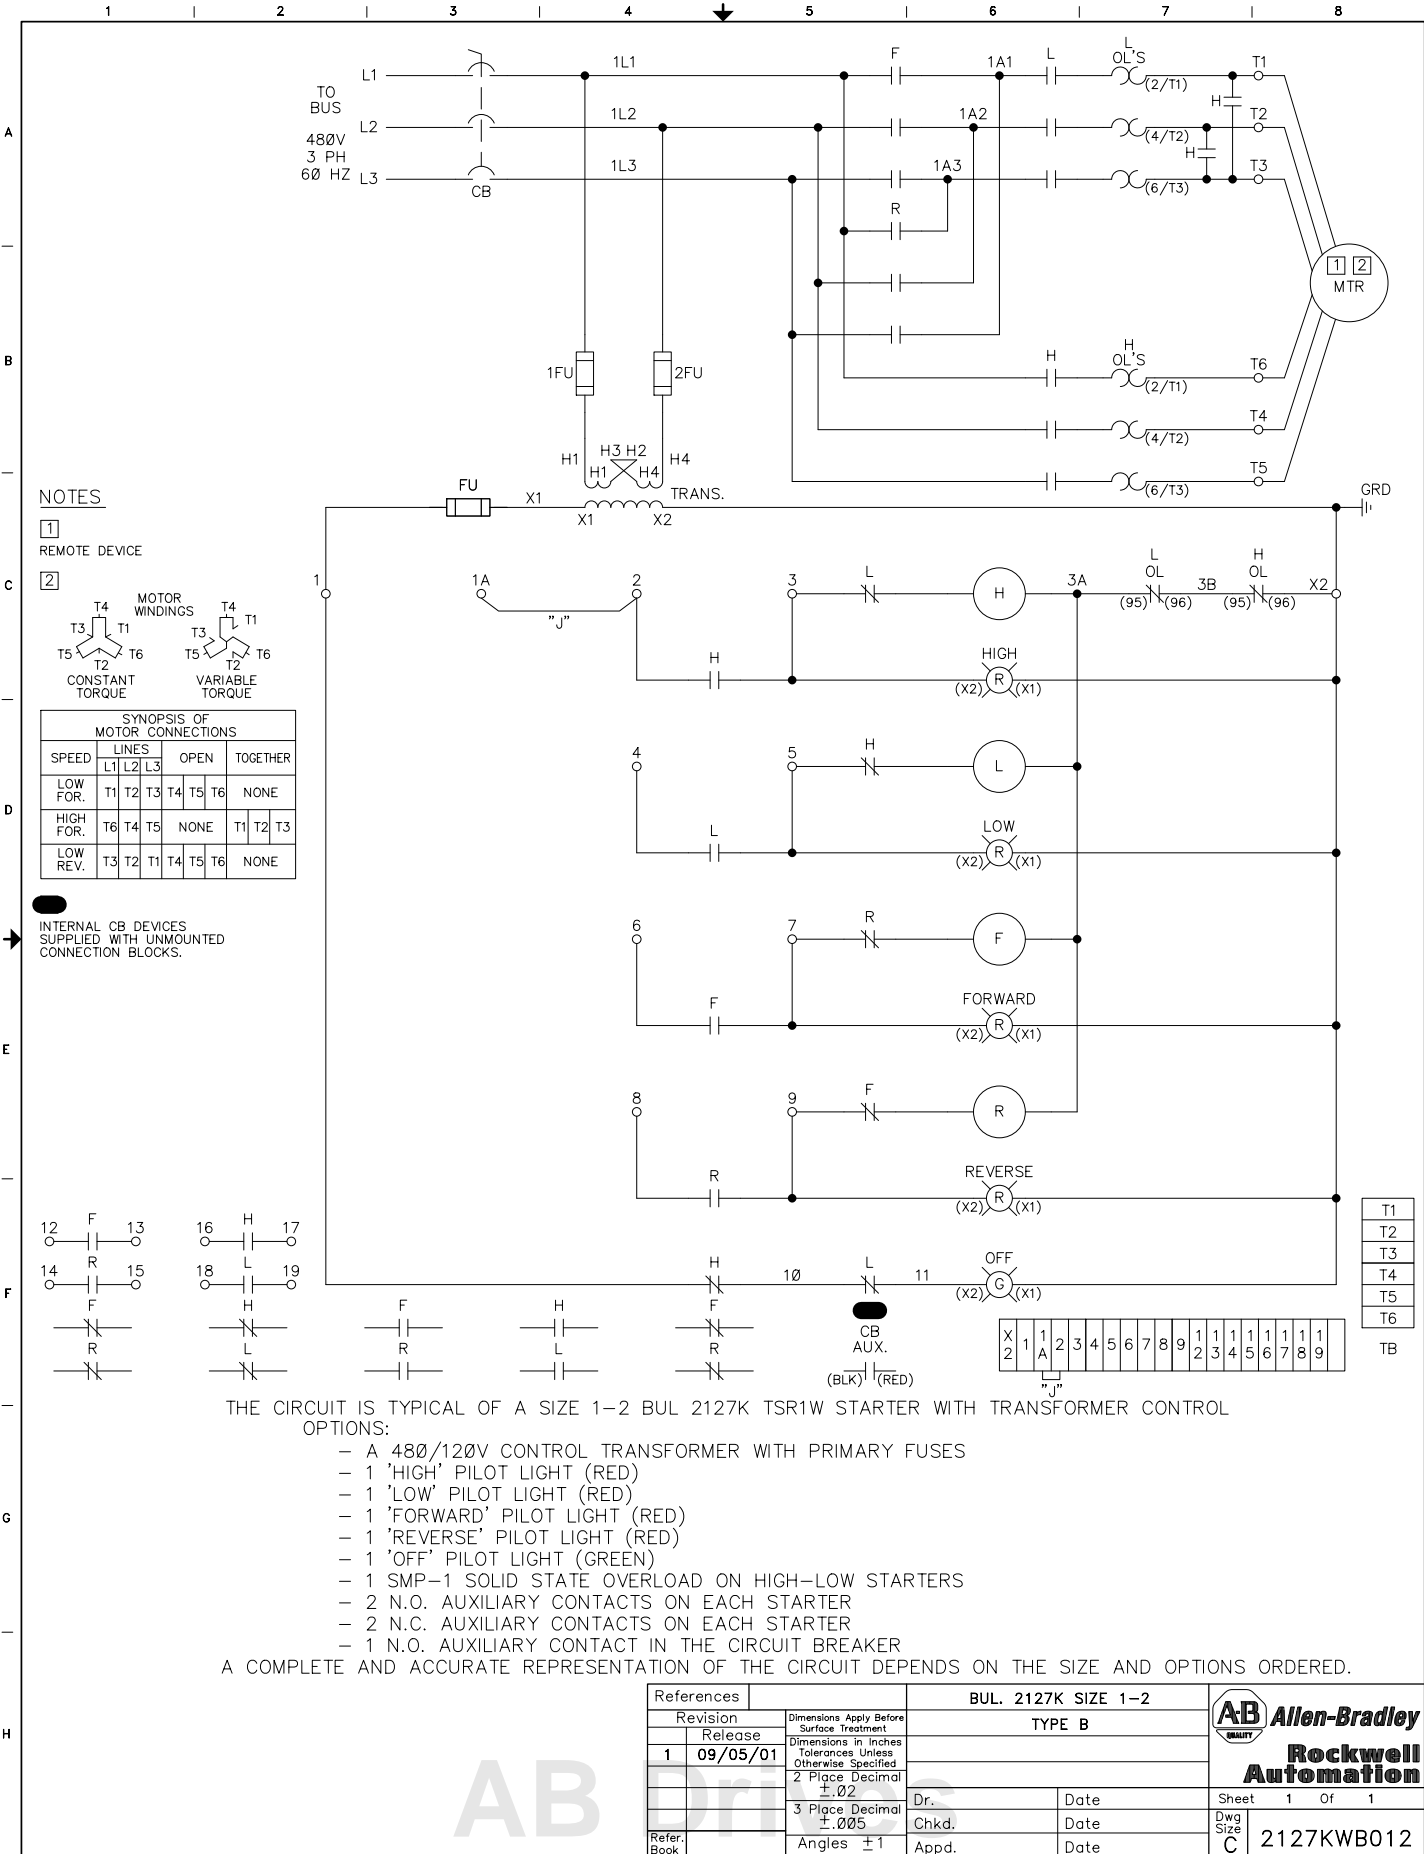 1 2 3 4 5 6 7 8
A
B
C
D
E
F
G
H
TO
BUS
480V
3 PH
60 HZ
L1
L2
L3
CB
1L1
1L2
1L3
F
1A1
1A2
1A3
L
L
OL'S
(2/T1)
(4/T2)
(6/T3)
H
H
T1
T2
T3
R
1 2
MTR
H
H
OL'S
(2/T1)
(4/T2)
(6/T3)
T6
T4
T5
1FU
2FU
H1
H3 H2
H4
H1
H4
TRANS.
FU
X1
X1
X2
GRD
NOTES
1
REMOTE DEVICE
2
MOTOR
WINDINGS
T4
T3
T1
T5
T6
T2
CONSTANT
TORQUE
T4
T1
T3
T5
T6
T2
VARIABLE
TORQUE
SYNOPSIS OF
MOTOR CONNECTIONS
SPEED LINES OPEN TOGETHER
L1 L2 L3
LOW FOR. T1 T2 T3 T4 T5 T6 NONE
HIGH FOR. T6 T4 T5 NONE T1 T2 T3
LOW REV. T3 T2 T1 T4 T5 T6 NONE
INTERNAL CB DEVICES
SUPPLIED WITH UNMOUNTED
CONNECTION BLOCKS.
1
1A
"J"
2
3
L
H
3A
L
OL
(95) (96)
3B
H
OL
(95) (96)
X2
H
HIGH
(X2) R (X1)
4
5
H
L
L
LOW
(X2) R (X1)
6
7
R
F
F
FORWARD
(X2) R (X1)
8
9
F
R
R
REVERSE
(X2) R (X1)
H
10
L
11
OFF
(X2) G (X1)
12 F 13
14 R 15
16 H 17
18 L 19
F
R
H
L
F
R
H
L
F
R
CB
AUX.
(BLK) (RED)
X2 1 1A 2 3 4 5 6 7 8 9 12 13 14 15 16 17 18 19
"J"
T1
T2
T3
T4
T5
T6
TB
THE CIRCUIT IS TYPICAL OF A SIZE 1-2 BUL 2127K TSR1W STARTER WITH TRANSFORMER CONTROL
OPTIONS:
- A 480/120V CONTROL TRANSFORMER WITH PRIMARY FUSES
- 1 'HIGH' PILOT LIGHT (RED)
- 1 'LOW' PILOT LIGHT (RED)
- 1 'FORWARD' PILOT LIGHT (RED)
- 1 'REVERSE' PILOT LIGHT (RED)
- 1 'OFF' PILOT LIGHT (GREEN)
- 1 SMP-1 SOLID STATE OVERLOAD ON HIGH-LOW STARTERS
- 2 N.O. AUXILIARY CONTACTS ON EACH STARTER
- 2 N.C. AUXILIARY CONTACTS ON EACH STARTER
- 1 N.O. AUXILIARY CONTACT IN THE CIRCUIT BREAKER
A COMPLETE AND ACCURATE REPRESENTATION OF THE CIRCUIT DEPENDS ON THE SIZE AND OPTIONS ORDERED.
References
Revision
Release
1 09/05/01
Refer.
Book
Dimensions Apply Before
Surface Treatment
Dimensions in Inches
Tolerances Unless
Otherwise Specified
2 Place Decimal
±.02
3 Place Decimal
±.005
Angles ±1
BUL. 2127K SIZE 1-2
TYPE B
Dr. Date
Chkd. Date
Appd. Date
A-B
QUALITY
Allen-Bradley
Rockwell
Automation
Sheet 1 Of 1
Dwg
Size
C
2127KWB012
AB Drives